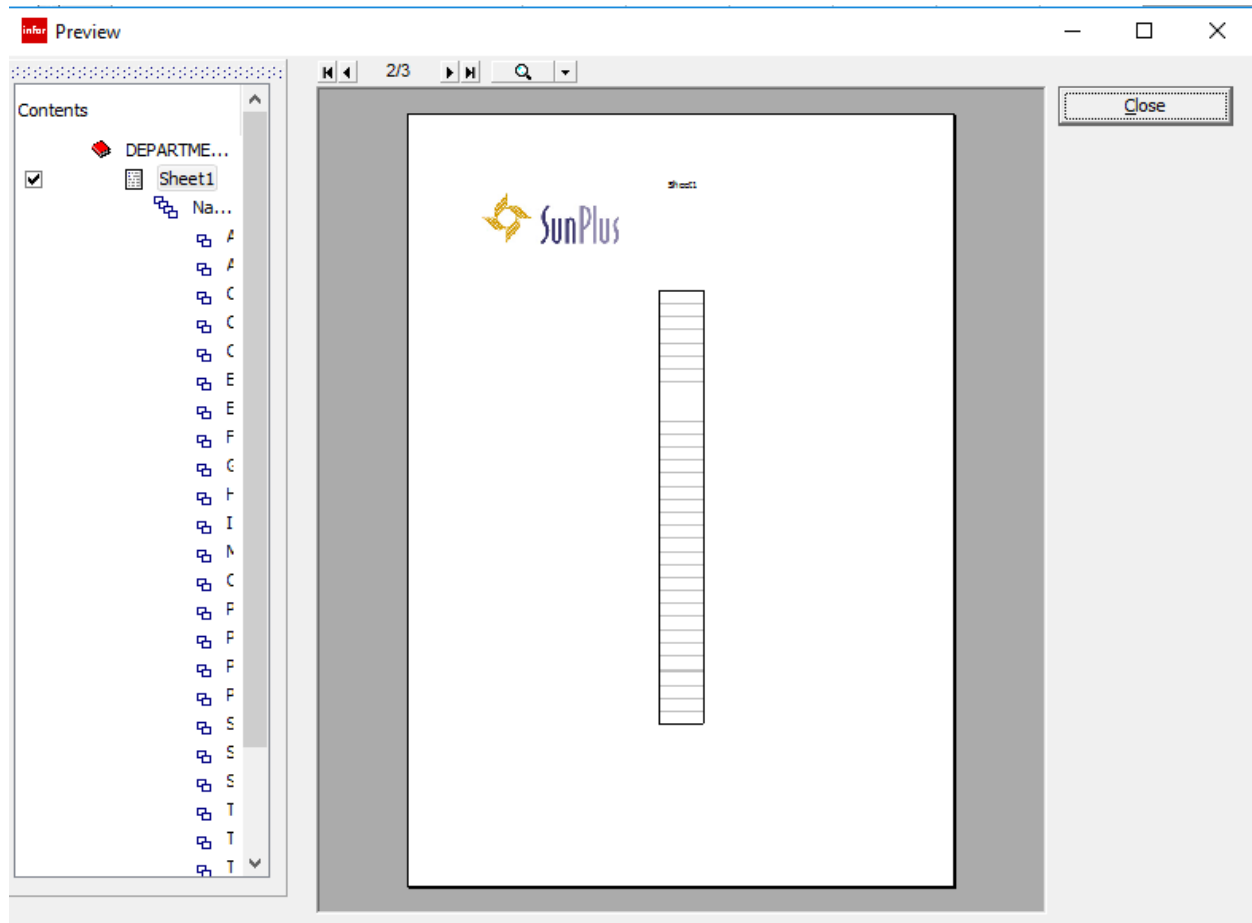 infor Preview
2/3
Contents
Close
DEPARTME...
Sheet1
Na...
A
A
C
C
C
E
E
F
G
H
I
M
C
P
P
P
P
S
S
S
T
T
T
Sheet1
SunPlus